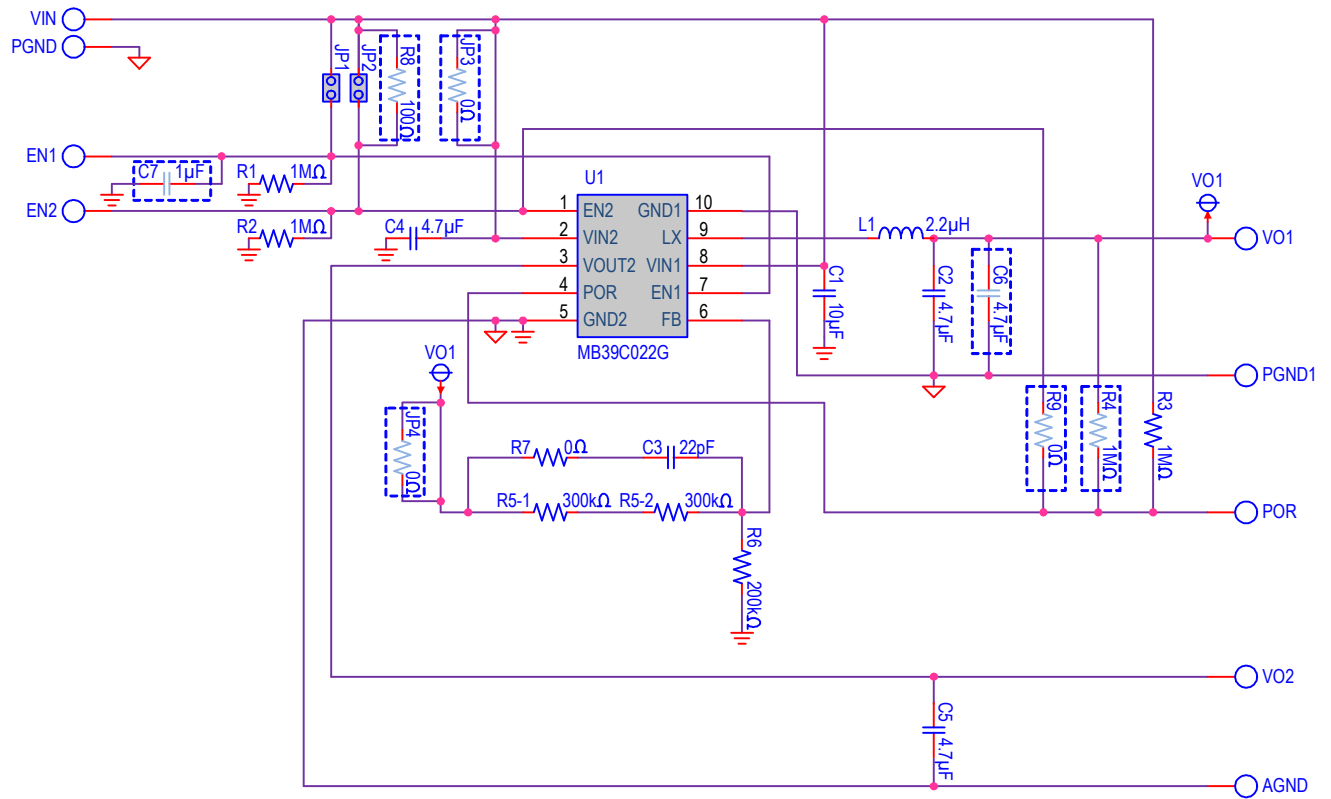 VIN
PGND
JP1
JP2
R8
100Ω
JP3
0Ω
EN1
C7 1µF
R1 1MΩ
EN2
R2 1MΩ
C4 4.7µF
U1
1 EN2 GND1 10
2 VIN2 LX 9
3 VOUT2 VIN1 8
4 POR EN1 7
5 GND2 FB 6
MB39C022G
L1 2.2µH
VO1
VO1
C1
10µF
C2
4.7µF
C6
4.7µF
PGND1
VO1
JP4
0Ω
R7 0Ω
C3 22pF
R5-1 300kΩ
R5-2 300kΩ
R6
200kΩ
R9
0Ω
R4
1MΩ
R3
1MΩ
POR
VO2
C5
4.7µF
AGND